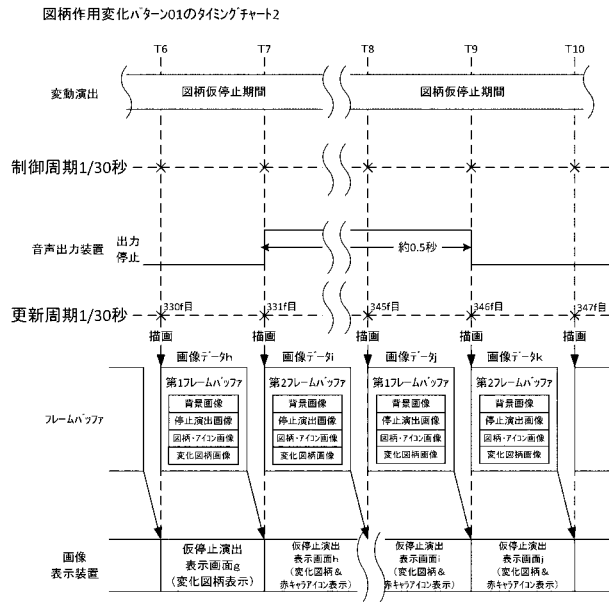 図柄作用変化パターン01のタイミングチャート2
T6
T7
T8
T9
T10
変動演出
図柄仮停止期間
図柄仮停止期間
制御周期1/30秒
音声出力装置
出力
停止
約0.5秒
更新周期1/30秒
330f目
331f目
345f目
346f目
347f目
描画
描画
描画
描画
描画
画像データh
画像データi
画像データj
画像データk
フレームバッファ
第1フレームバッファ
背景画像
停止演出画像
図柄・アイコン画像
変化図柄画像
第2フレームバッファ
背景画像
停止演出画像
図柄・アイコン画像
変化図柄画像
第1フレームバッファ
背景画像
停止演出画像
図柄・アイコン画像
変化図柄画像
第2フレームバッファ
背景画像
停止演出画像
図柄・アイコン画像
変化図柄画像
画像
表示装置
仮停止演出
表示画面g
(変化図柄表示)
仮停止演出
表示画面h
(変化図柄&
赤キャラアイコン表示)
仮停止演出
表示画面i
(変化図柄&
赤キャラアイコン表示)
仮停止演出
表示画面j
(変化図柄&
赤キャラアイコン表示)